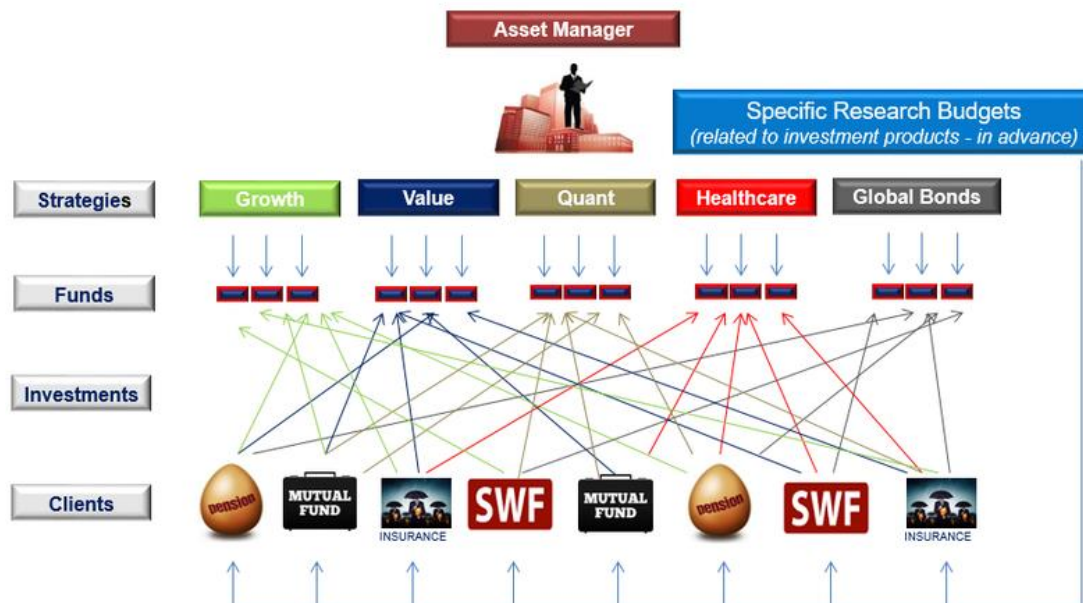 Asset Manager
Specific Research Budgets
(related to investment products - in advance)
Strategies
Growth
Value
Quant
Healthcare
Global Bonds
Funds
Investments
Clients
pension
MUTUAL
FUND
INSURANCE
SWF
MUTUAL
FUND
pension
SWF
INSURANCE